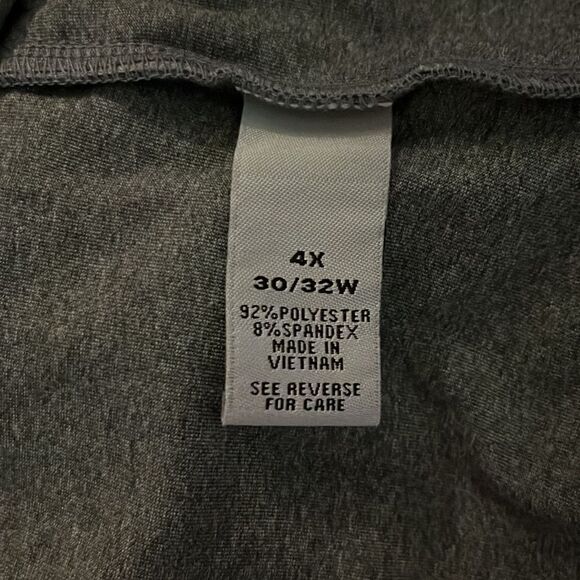 4X
30/32W
92%POLYESTER
8%SPANDEX
MADE IN
VIETNAM
SEE REVERSE
FOR CARE